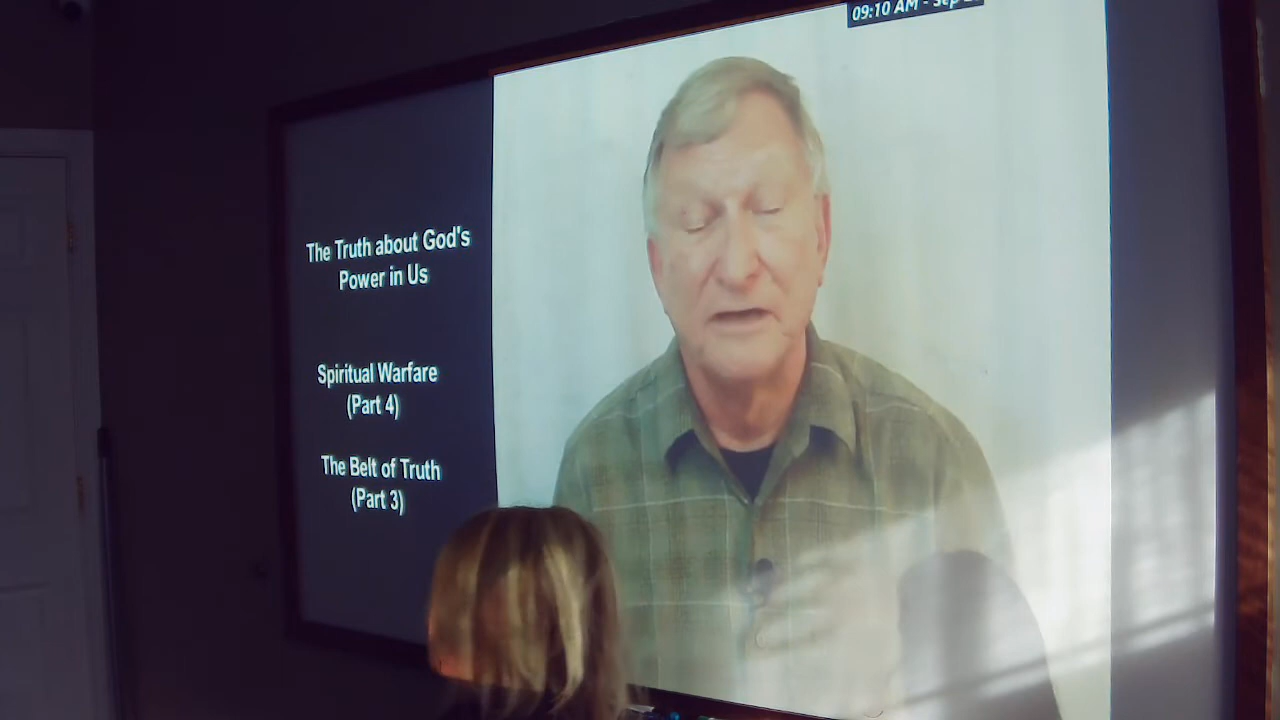 09:10 AM - Sep
The Truth about God's
Power in Us
Spiritual Warfare
(Part 4)
The Belt of Truth
(Part 3)